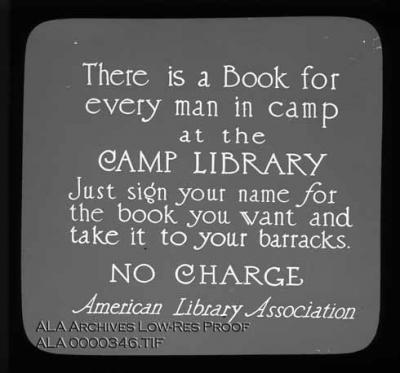 There is a Book for
every man in camp
at the
CAMP LIBRARY
Just sign your name for
the book you want and
take it to your barracks.
NO CHARGE
American Library Association
ALA ARCHIVES LOW-RES PROOF
ALA 0000346.TIF